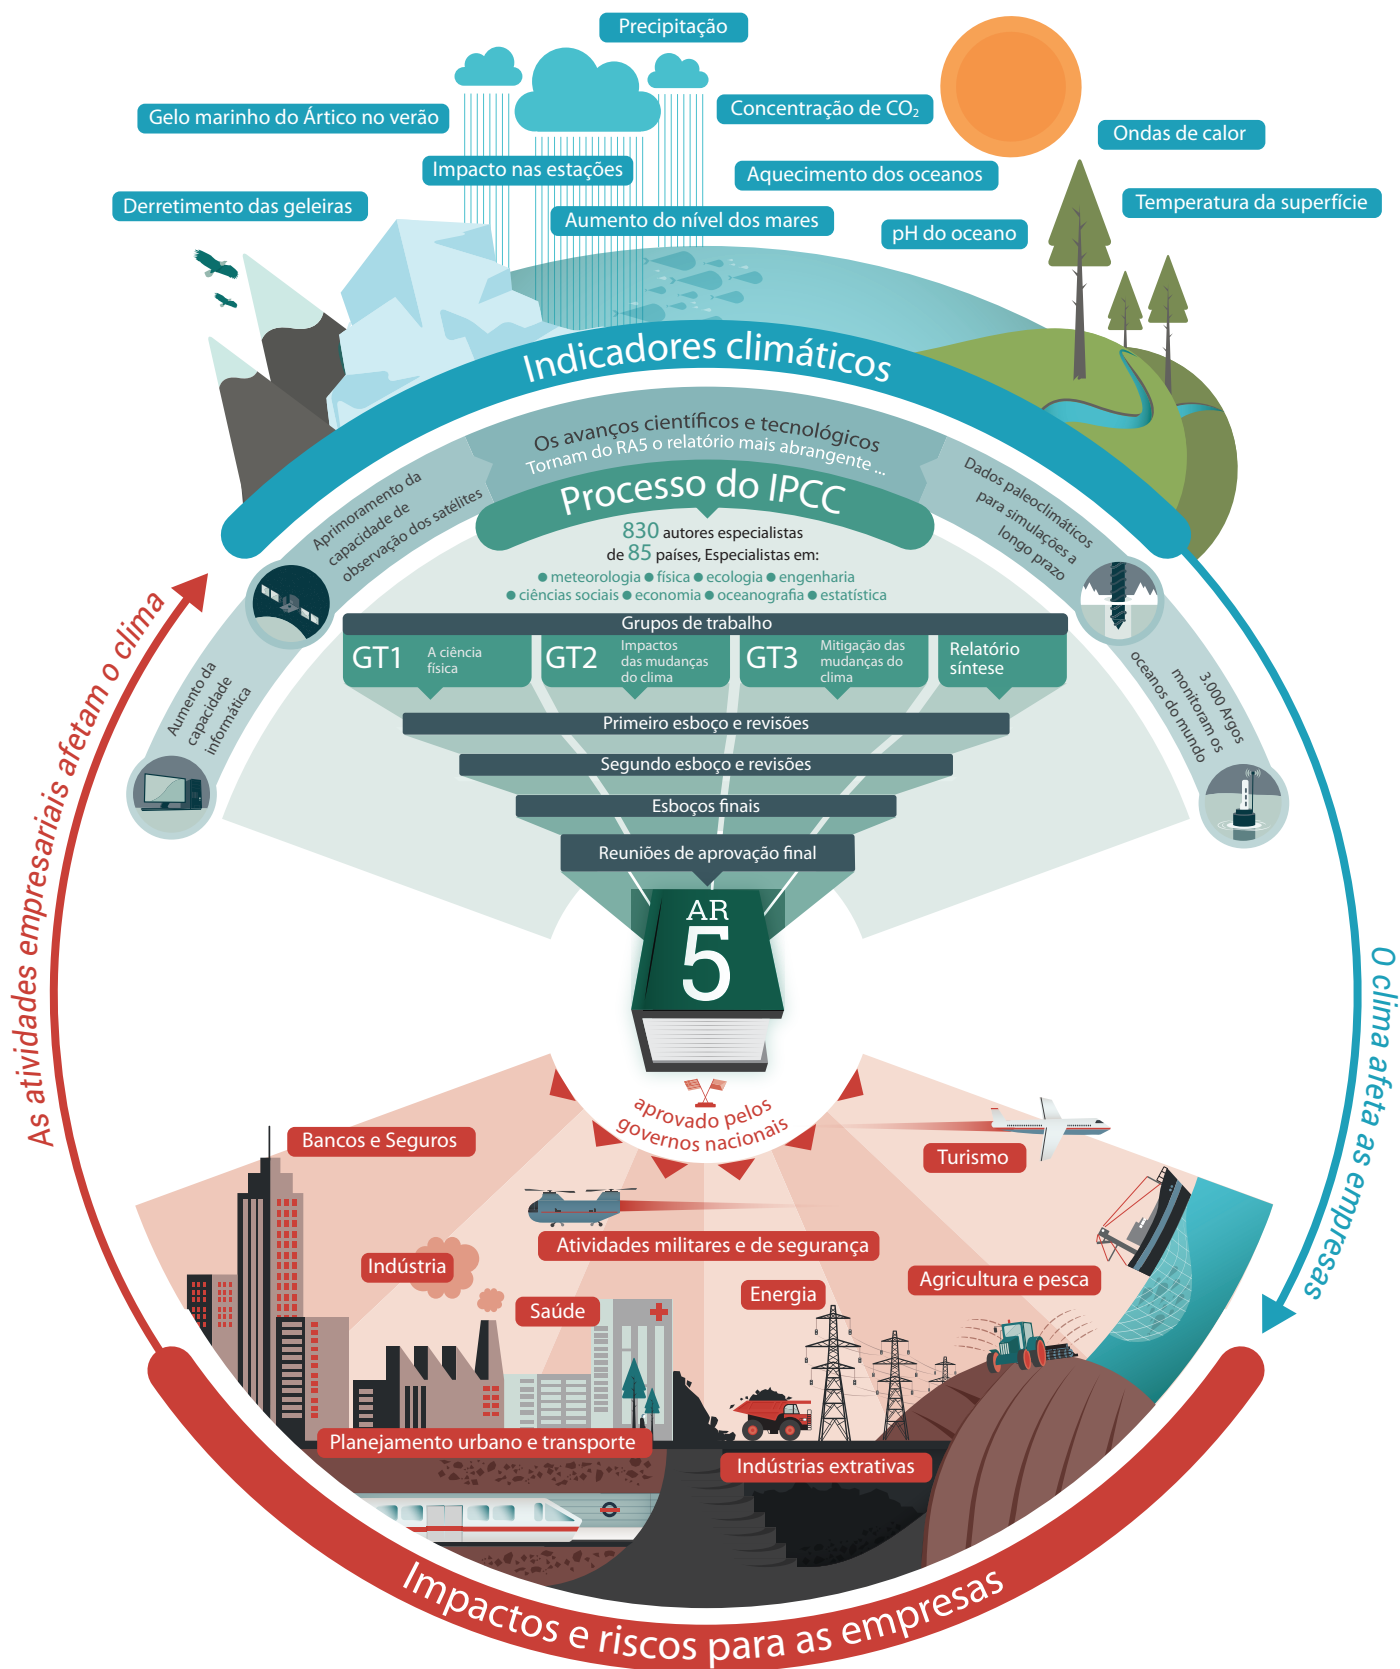 Precipitação
Gelo marinho do Ártico no verão
Concentração de CO₂
Ondas de calor
Impacto nas estações
Aquecimento dos oceanos
Derretimento das geleiras
Aumento do nível dos mares
pH do oceano
Temperatura da superfície
Indicadores climáticos
Os avanços científicos e tecnológicos
Tornam do RA5 o relatório mais abrangente ...
Aprimoramento da
capacidade de
observação dos satélites
Dados paleoclimáticos
para simulações a
longo prazo
Processo do IPCC
830 autores especialistas
de 85 países, Especialistas em:
● meteorologia ● física ● ecologia ● engenharia
● ciências sociais ● economia ● oceanografia ● estatística
Grupos de trabalho
GT1
A ciência
física
GT2
Impactos
das mudanças
do clima
GT3
Mitigação das
mudanças do
clima
Relatório
síntese
Aumento da
capacidade
informática
3.000 Argos
monitoram os
oceanos do mundo
Primeiro esboço e revisões
Segundo esboço e revisões
Esboços finais
Reuniões de aprovação final
AR
5
As atividades empresariais afetam o clima
O clima afeta as empresas
aprovado pelos
governos nacionais
Bancos e Seguros
Turismo
Atividades militares e de segurança
Indústria
Agricultura e pesca
Energia
Saúde
Planejamento urbano e transporte
Indústrias extrativas
Impactos e riscos para as empresas